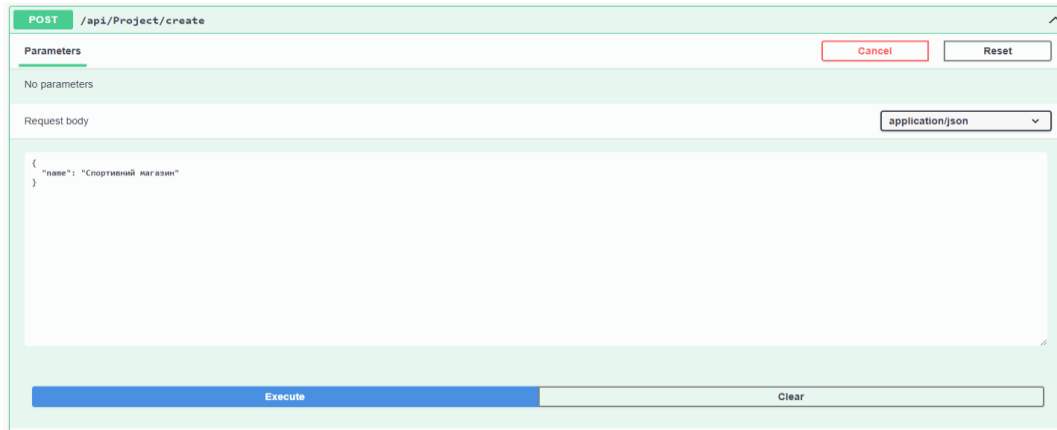 POST /api/Project/create
Parameters
Cancel
Reset
No parameters
Request body
application/json
{
"name": "Спортивний магазин"
}
Execute
Clear